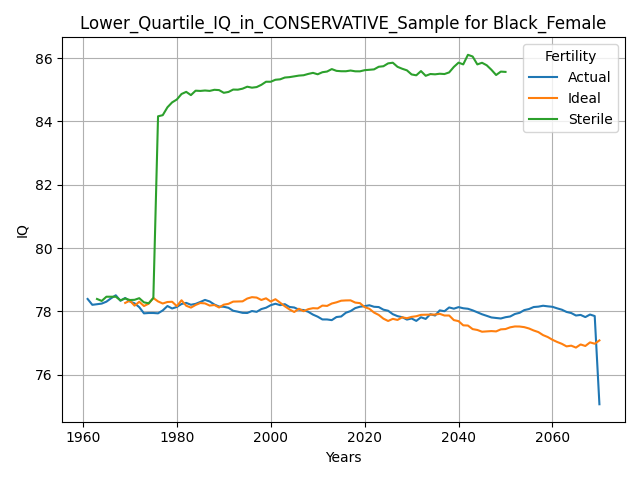 Lower_Quartile_IQ_in_CONSERVATIVE_Sample for Black_Female
Fertility
Actual
Ideal
Sterile
IQ
86
84
82
80
78
76
1960
1980
2000
2020
2040
2060
Years